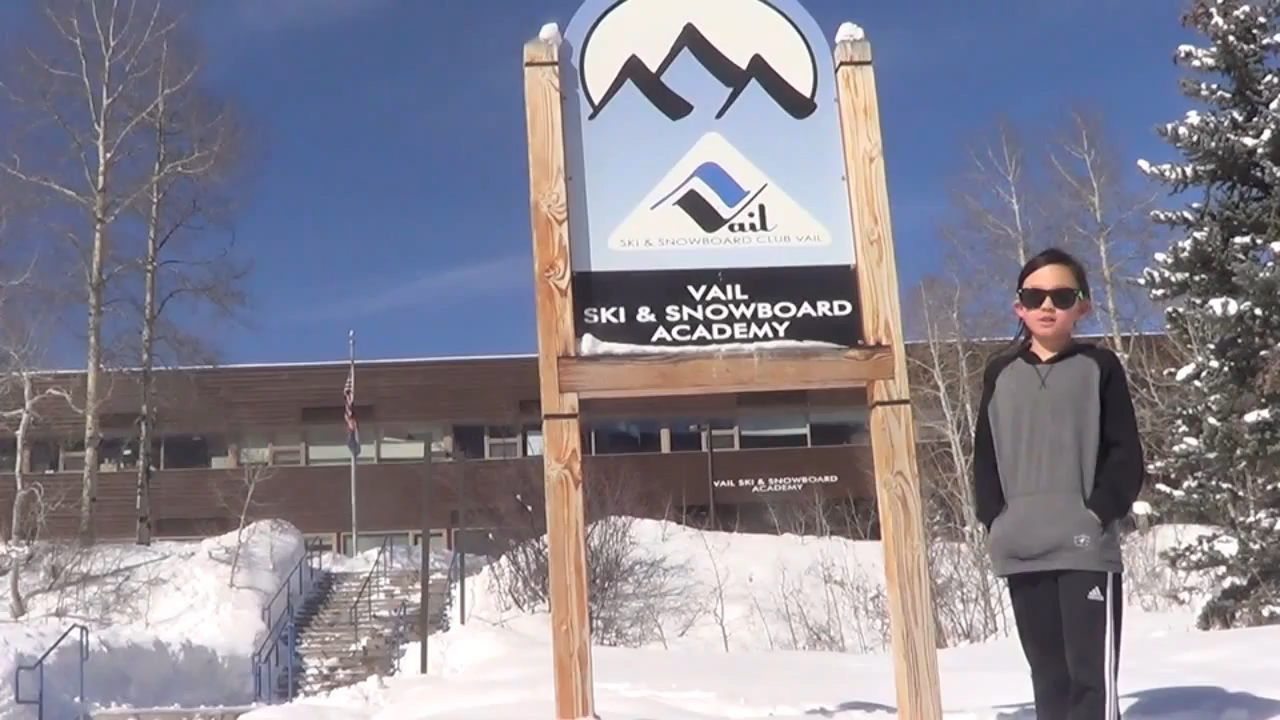 Vail
SKI & SNOWBOARD CLUB VAIL
VAIL
SKI & SNOWBOARD
ACADEMY
VAIL SKI & SNOWBOARD
ACADEMY